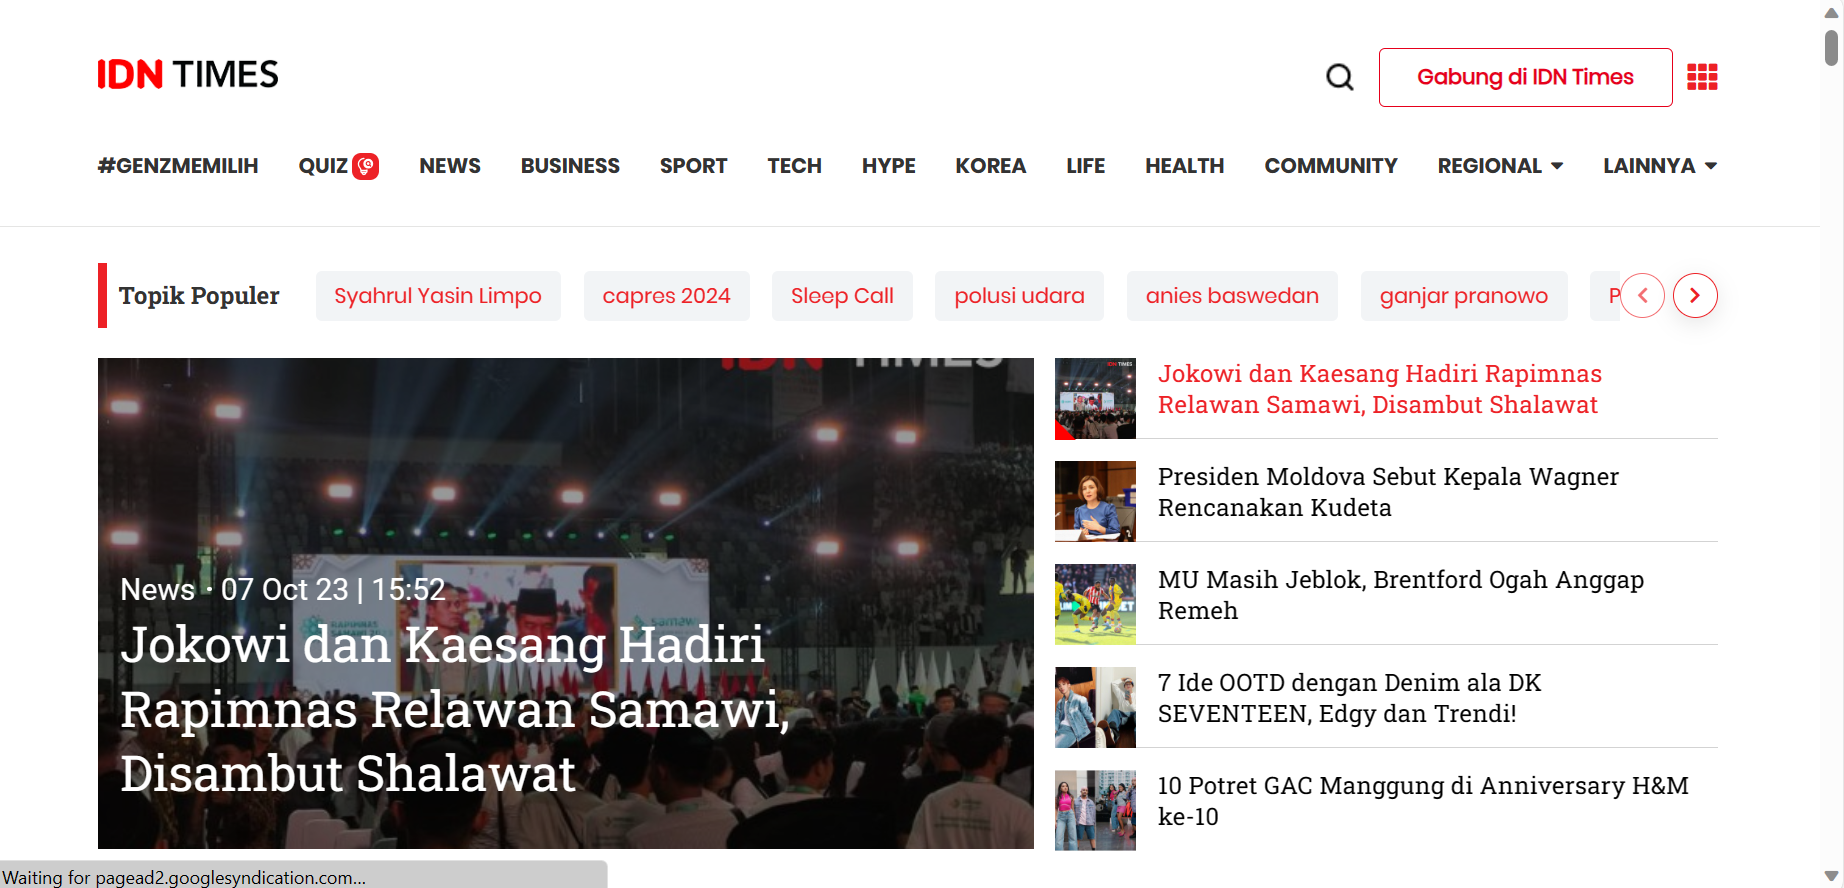 IDN TIMES
Gabung di IDN Times
#GENZMEMILIH QUIZ NEWS BUSINESS SPORT TECH HYPE KOREA LIFE HEALTH COMMUNITY REGIONAL LAINNYA
Topik Populer Syahrul Yasin Limpo capres 2024 Sleep Call polusi udara anies baswedan ganjar pranowo P
IDN TIMES
News · 07 Oct 23 | 15:52
Jokowi dan Kaesang Hadiri
Rapimnas Relawan Samawi,
Disambut Shalawat
Jokowi dan Kaesang Hadiri Rapimnas
Relawan Samawi, Disambut Shalawat
Presiden Moldova Sebut Kepala Wagner
Rencanakan Kudeta
MU Masih Jeblok, Brentford Ogah Anggap
Remeh
7 Ide OOTD dengan Denim ala DK
SEVENTEEN, Edgy dan Trendi!
10 Potret GAC Manggung di Anniversary H&M
ke-10
Waiting for pagead2.googlesyndication.com...